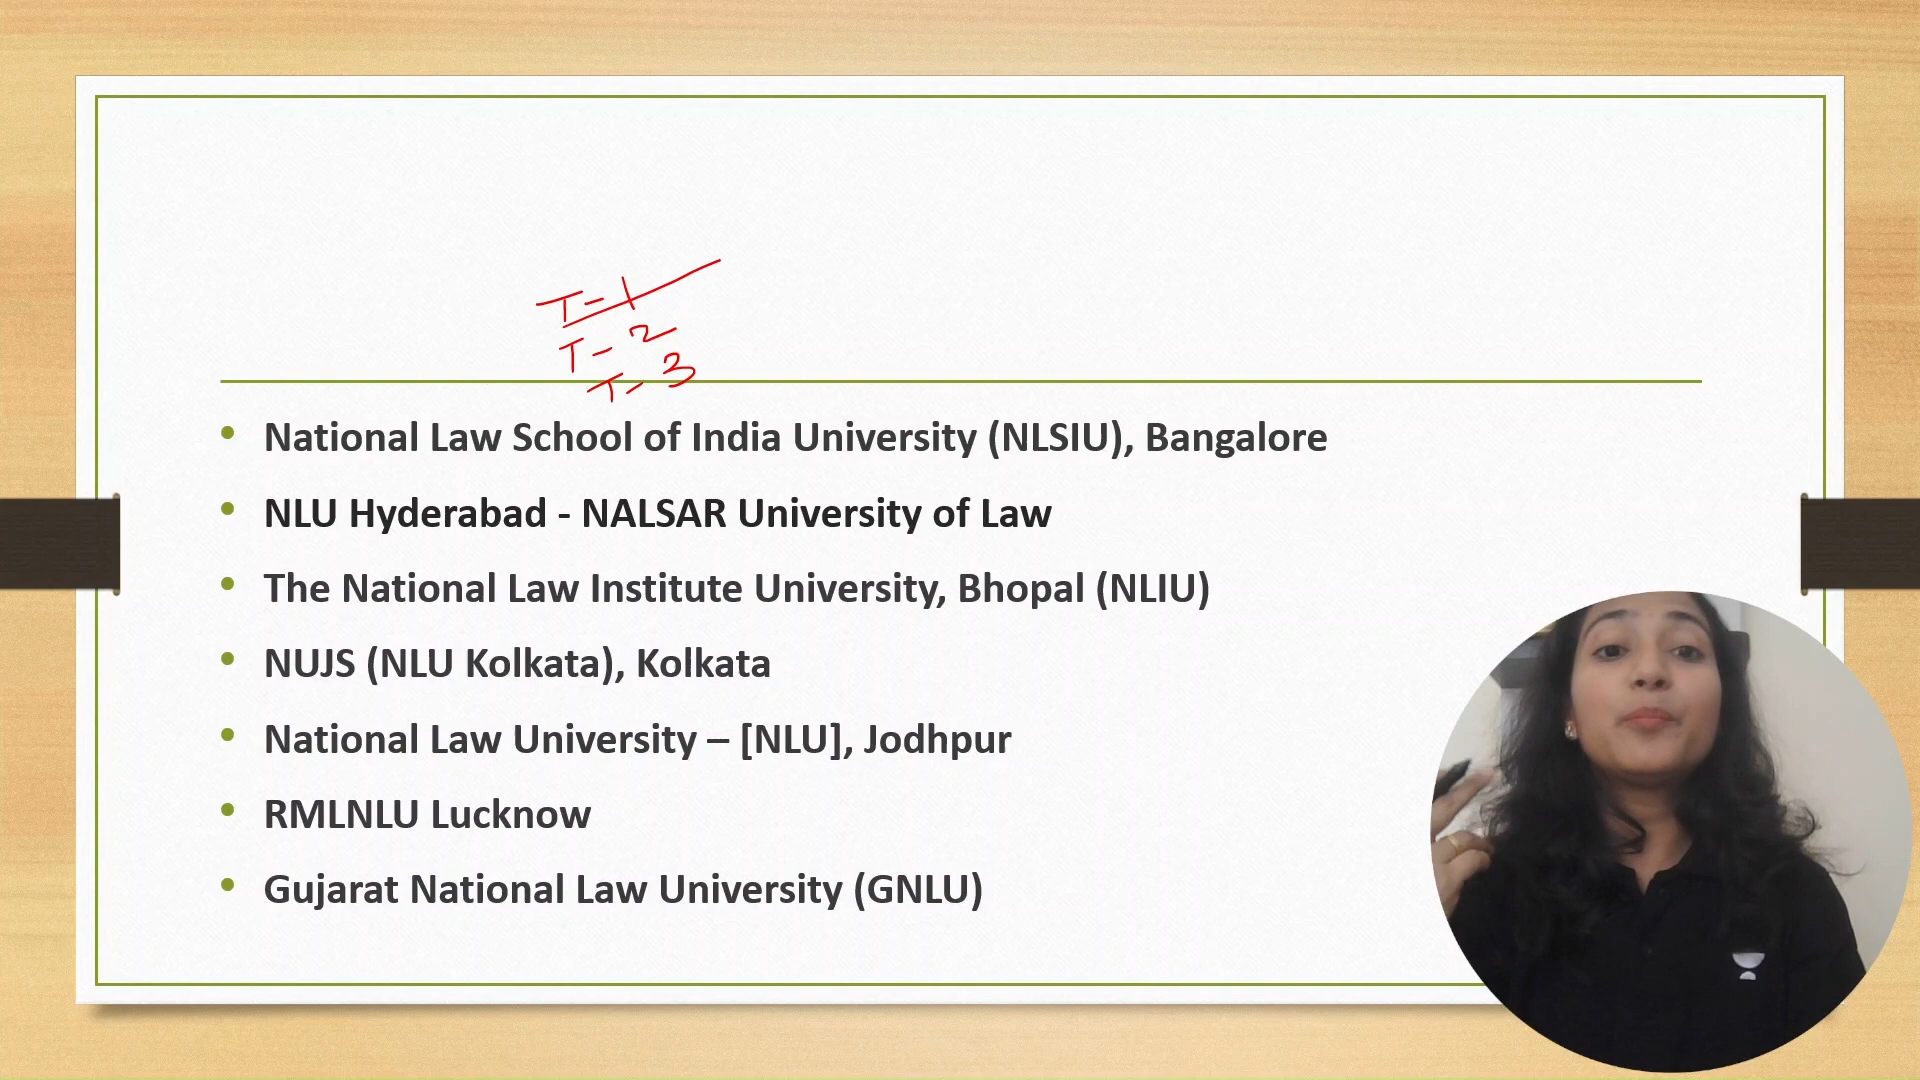 T-1
T-2
T-3
• National Law School of India University (NLSIU), Bangalore
• NLU Hyderabad - NALSAR University of Law
• The National Law Institute University, Bhopal (NLIU)
• NUJS (NLU Kolkata), Kolkata
• National Law University – [NLU], Jodhpur
• RMLNLU Lucknow
• Gujarat National Law University (GNLU)